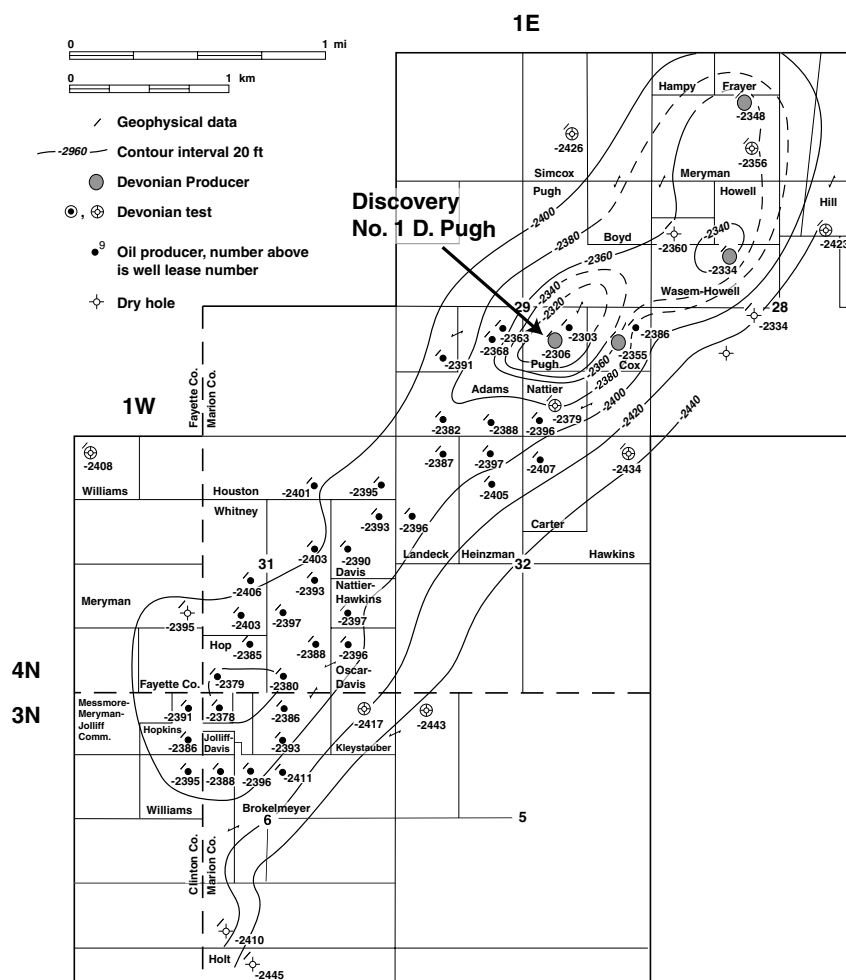 1E
0 1 mi
0 1 km
Geophysical data
-2960 Contour interval 20 ft
Devonian Producer
, Devonian test
9 Oil producer, number above
is well lease number
Dry hole
Discovery
No. 1 D. Pugh
Hampy Frayer
-2348
-2426
-2356
Simcox
Meryman
Pugh
Howell
Hill
-2400
-2380
-2360
Boyd
-2360
-2340
-2423
-2334
Wasem-Howell
-2340
-2320
29
28
-2363
-2368
-2303
-2386
-2334
-2306
-2355
-2391
Pugh
Cox
-2360
-2380
-2400
-2420
-2440
Adams Nattier
-2379
1W
Fayette Co.
Marion Co.
-2382
-2388
-2396
-2408
-2387
-2397
-2407
-2434
Williams
Houston
-2401
-2395
-2405
Whitney
-2393
-2396
Carter
Landeck
Heinzman
Hawkins
-2403
-2390
31
32
Davis
-2406
-2393
Nattier-
Hawkins
Meryman
-2395
-2403
-2397
-2397
Hop
-2385
-2388
-2396
4N
Oscar-
Davis
Fayette Co.
-2379
-2380
3N
Messmore-
Meryman-
Jolliff
Comm.
-2391
-2378
-2386
-2417
-2443
Hopkins
Jolliff-
Davis
-2386
-2393
Kleystauber
-2395
-2388
-2396
-2411
Williams
Brokelmeyer
6
5
Clinton Co.
Marion Co.
-2410
Holt
-2445